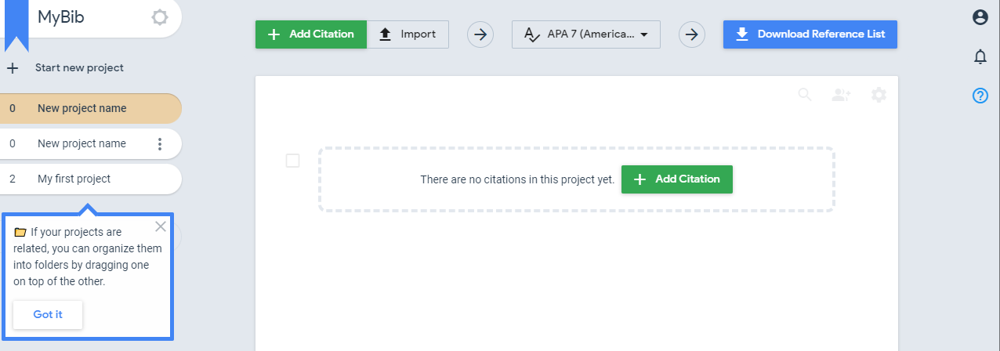 MyBib
Add Citation
Import
APA 7 (America...
Download Reference List
Start new project
0 New project name
0 New project name
2 My first project
There are no citations in this project yet.
Add Citation
If your projects are
related, you can organize them
into folders by dragging one
on top of the other.
Got it